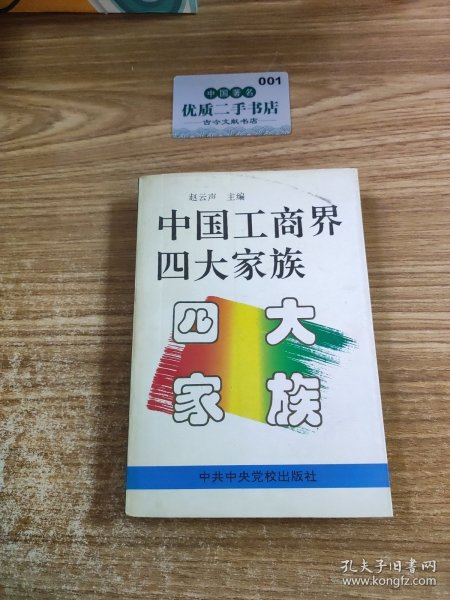 001
中国著名
优质二手书店
古今文献书店
赵云声 主编
中国工商界
四大家族
四大
家族
中共中央党校出版社
孔夫子旧书网
www.kongfz.com